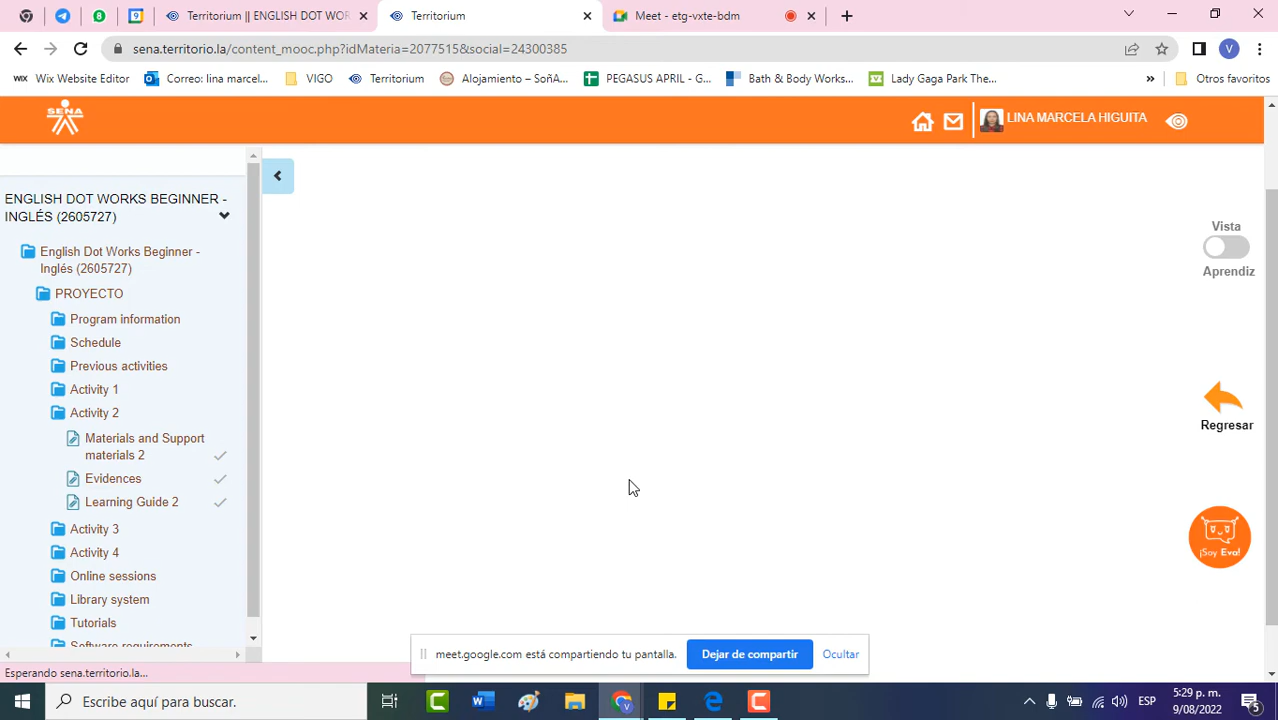 Territorium || ENGLISH DOT WOR
Territorium
Meet - etg-vxte-bdm
sena.territorio.la/content_mooc.php?idMateria=2077515&social=24300385
V
Wix Website Editor
Correo: lina marcel...
VIGO
Territorium
Alojamiento – SoñA...
PEGASUS APRIL - G...
Bath & Body Works...
Lady Gaga Park The...
»
Otros favoritos
SENA
LINA MARCELA HIGUITA
ENGLISH DOT WORKS BEGINNER -
INGLÉS (2605727)
English Dot Works Beginner -
Inglés (2605727)
PROYECTO
Program information
Schedule
Previous activities
Activity 1
Activity 2
Materials and Support
materials 2
Evidences
Learning Guide 2
Activity 3
Activity 4
Online sessions
Library system
Tutorials
Software requirements
Vista
Aprendiz
Regresar
¡Soy Eva!
meet.google.com está compartiendo tu pantalla.
Dejar de compartir
Ocultar
Esperando sena.territorio.la...
Escribe aquí para buscar.
ESP
5:29 p. m.
9/08/2022
5